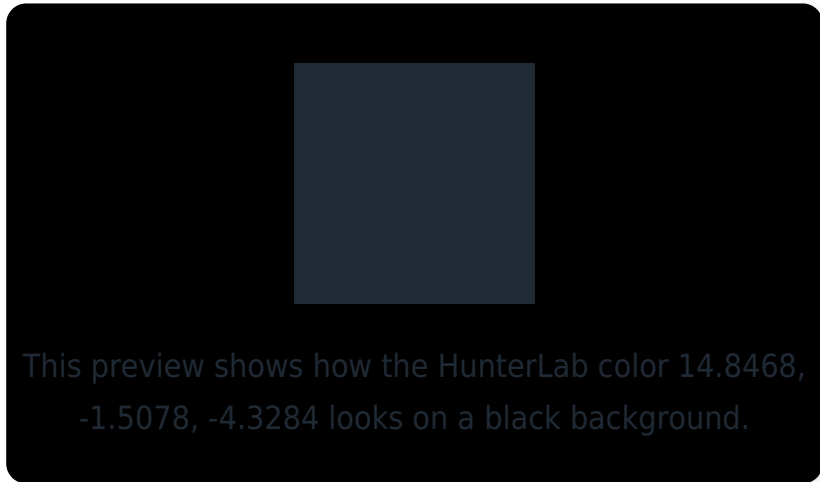 This preview shows how the HunterLab color 14.8468,
-1.5078, -4.3284 looks on a black background.